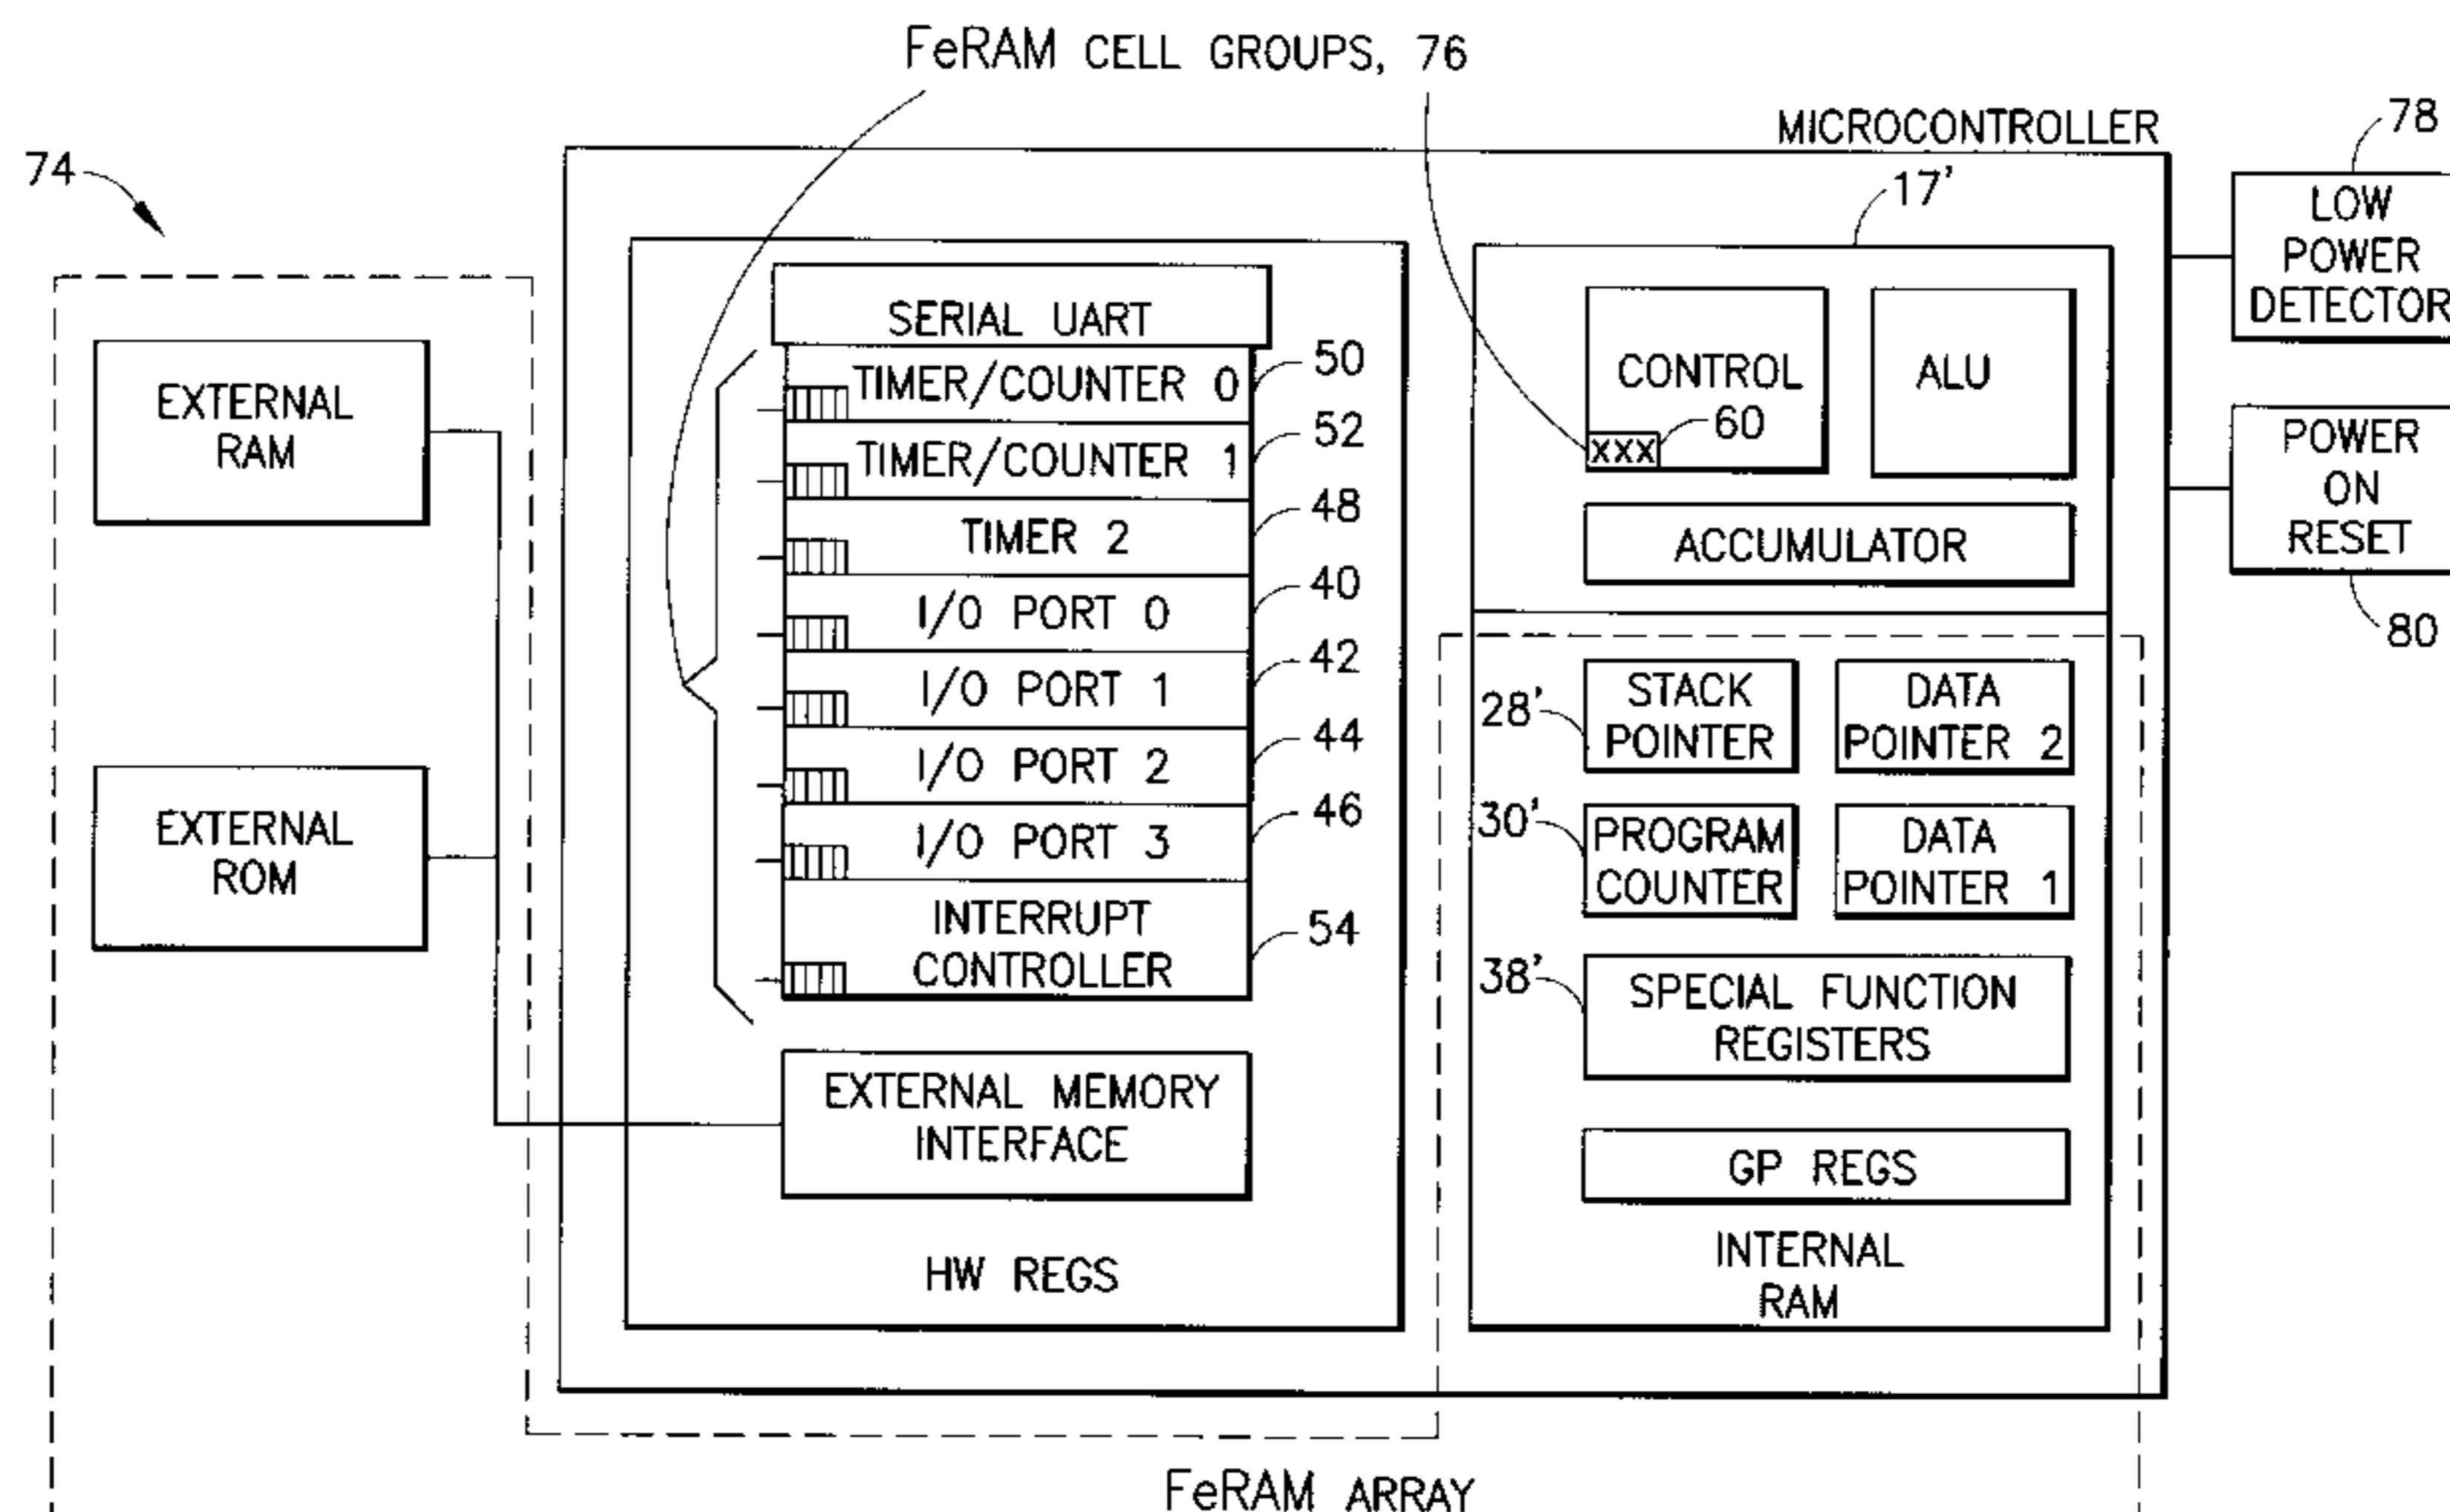 FeRAM CELL GROUPS, 76
MICROCONTROLLER
74
78
17'
LOW
POWER
DETECTOR
80
POWER
ON
RESET
EXTERNAL
RAM
EXTERNAL
ROM
SERIAL UART
TIMER/COUNTER 0
50
TIMER/COUNTER 1
52
TIMER 2
48
I/O PORT 0
40
I/O PORT 1
42
I/O PORT 2
44
I/O PORT 3
46
INTERRUPT
CONTROLLER
54
EXTERNAL MEMORY
INTERFACE
HW REGS
CONTROL
XXX
60
ALU
ACCUMULATOR
28'
STACK
POINTER
DATA
POINTER 2
30'
PROGRAM
COUNTER
DATA
POINTER 1
38'
SPECIAL FUNCTION
REGISTERS
GP REGS
INTERNAL
RAM
FeRAM ARRAY